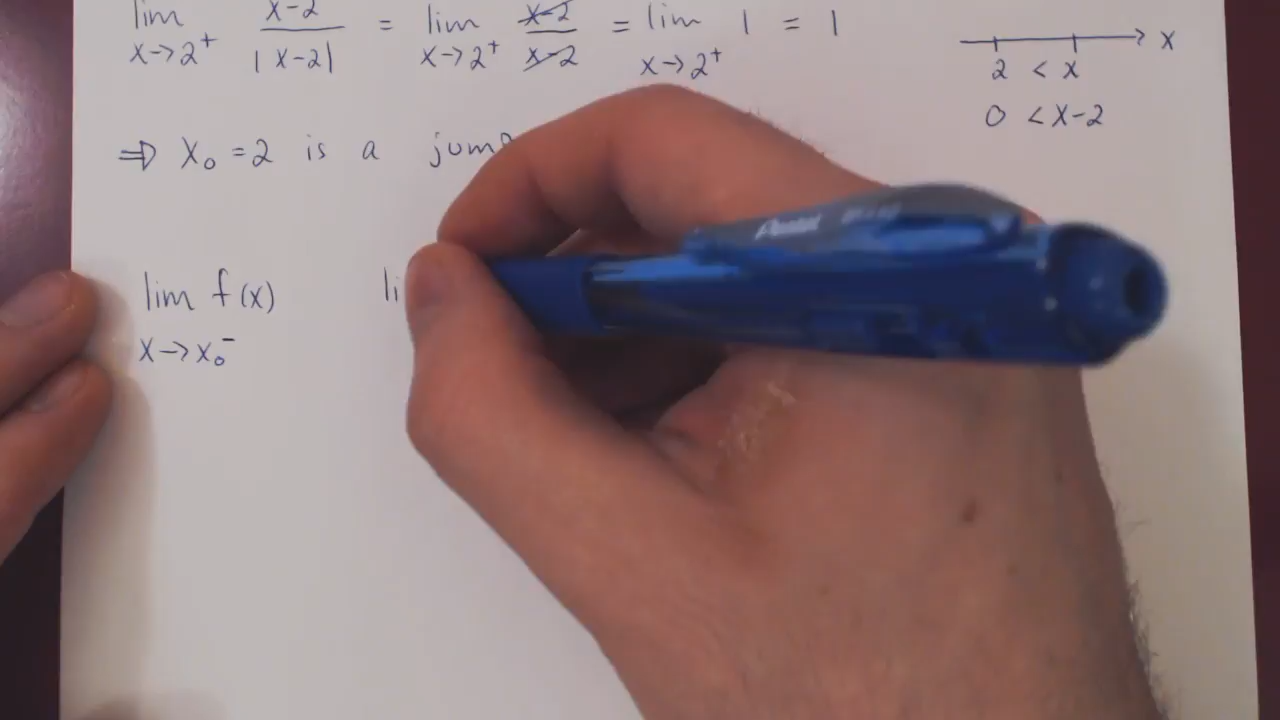 lim x→2⁺ x-2 / |x-2| = lim x→2⁺ x-2 / x-2 = lim x→2⁺ 1 = 1
x
2 < x
0 < x-2
⇒ x₀ = 2 is a jump
lim f(x) li
x→x₀⁻
Pentel